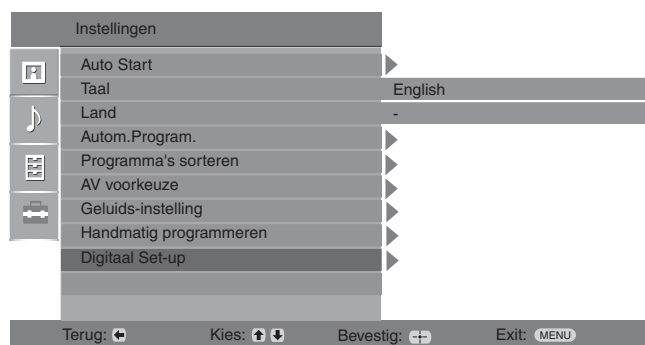 Instellingen
Auto Start
Taal English
Land -
Autom.Program.
Programma's sorteren
AV voorkeuze
Geluids-instelling
Handmatig programmeren
Digitaal Set-up
Terug: Kies: Bevestig: Exit: MENU